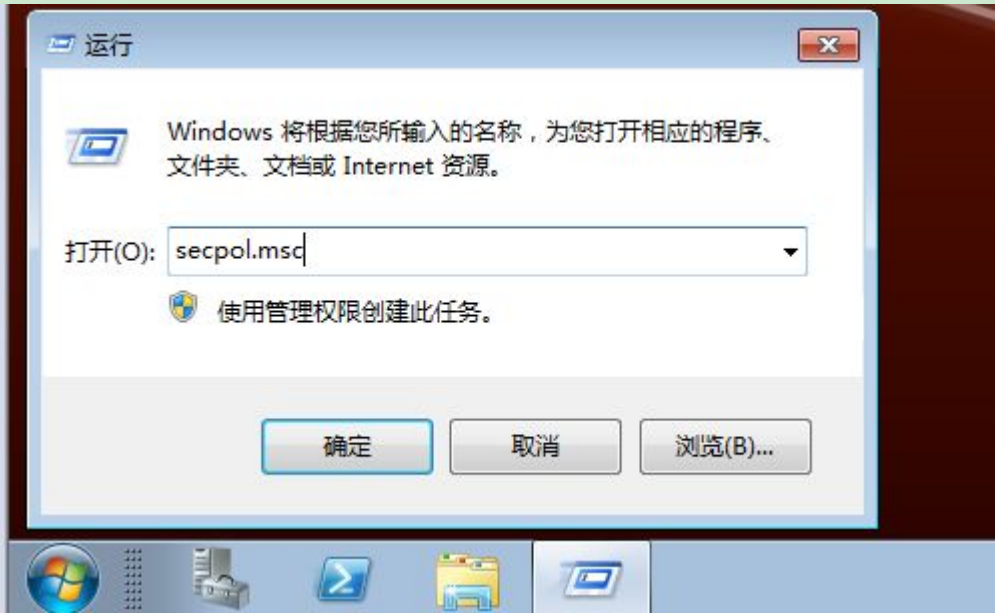 运行
Windows 将根据您所输入的名称，为您打开相应的程序、
文件夹、文档或 Internet 资源。
打开(O): secpol.msc
使用管理权限创建此任务。
确定 取消 浏览(B)...